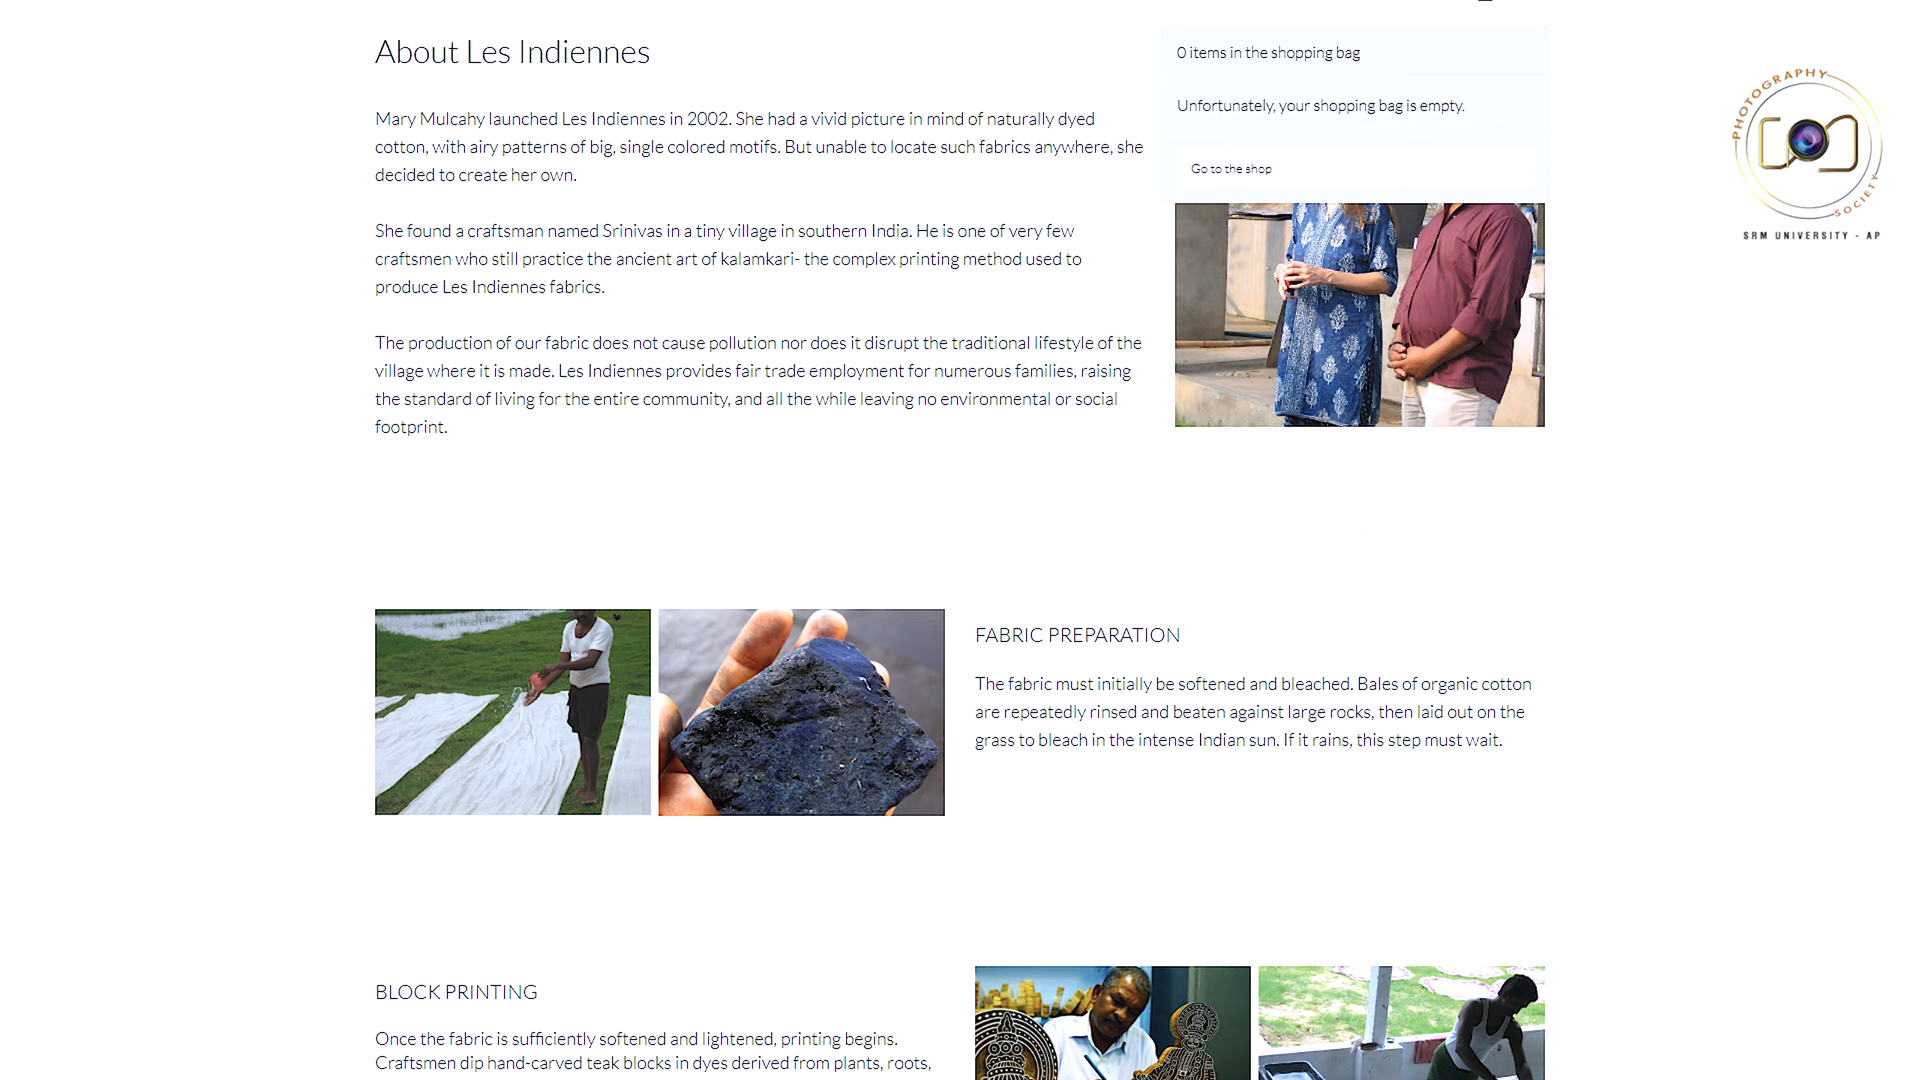 About Les Indiennes
Mary Mulcahy launched Les Indiennes in 2002. She had a vivid picture in mind of naturally dyed
cotton, with airy patterns of big, single colored motifs. But unable to locate such fabrics anywhere, she
decided to create her own.
She found a craftsman named Srinivas in a tiny village in southern India. He is one of very few
craftsmen who still practice the ancient art of kalamkari- the complex printing method used to
produce Les Indiennes fabrics.
The production of our fabric does not cause pollution nor does it disrupt the traditional lifestyle of the
village where it is made. Les Indiennes provides fair trade employment for numerous families, raising
the standard of living for the entire community, and all the while leaving no environmental or social
footprint.
0 items in the shopping bag
Unfortunately, your shopping bag is empty.
Go to the shop
PHOTOGRAPHY
SOCIETY
SRM UNIVERSITY - AP
FABRIC PREPARATION
The fabric must initially be softened and bleached. Bales of organic cotton
are repeatedly rinsed and beaten against large rocks, then laid out on the
grass to bleach in the intense Indian sun. If it rains, this step must wait.
BLOCK PRINTING
Once the fabric is sufficiently softened and lightened, printing begins.
Craftsmen dip hand-carved teak blocks in dyes derived from plants, roots,